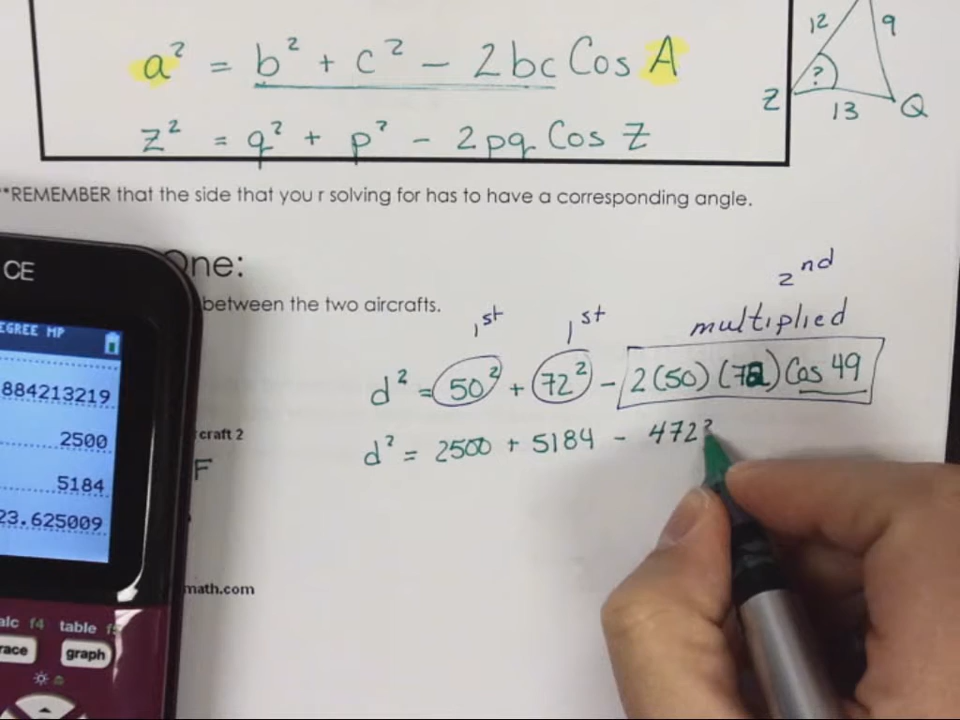 12 9
a² = b² + c² - 2bc Cos A
?
Z 13 Q
z² = q² + p² - 2pq Cos Z
**REMEMBER that the side that you r solving for has to have a corresponding angle.
One:
CE
between the two aircrafts.
2nd
1st 1st multiplied
EGREE MP
d² = 50² + 72² - 2(50)(72) Cos 49
884213219
2500
craft 2
d² = 2500 + 5184 - 472
5184
F
23.625009
math.com
alc f4 table f5
race graph